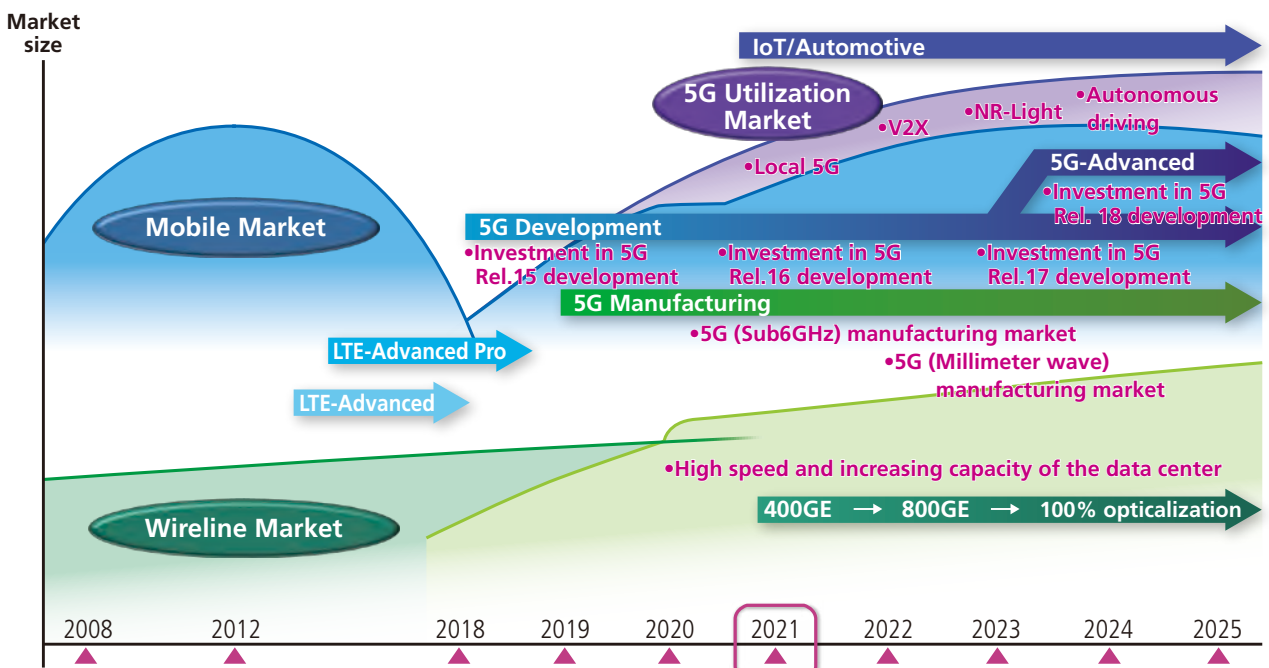 Market
size
IoT/Automotive
5G Utilization
Market
•Autonomous
driving
•NR-Light
•V2X
•Local 5G
5G-Advanced
•Investment in 5G
Rel. 18 development
Mobile Market
5G Development
•Investment in 5G
Rel.15 development
•Investment in 5G
Rel.16 development
•Investment in 5G
Rel.17 development
5G Manufacturing
•5G (Sub6GHz) manufacturing market
•5G (Millimeter wave)
manufacturing market
LTE-Advanced Pro
LTE-Advanced
•High speed and increasing capacity of the data center
400GE → 800GE → 100% opticalization
Wireline Market
2008 2012 2018 2019 2020 2021 2022 2023 2024 2025